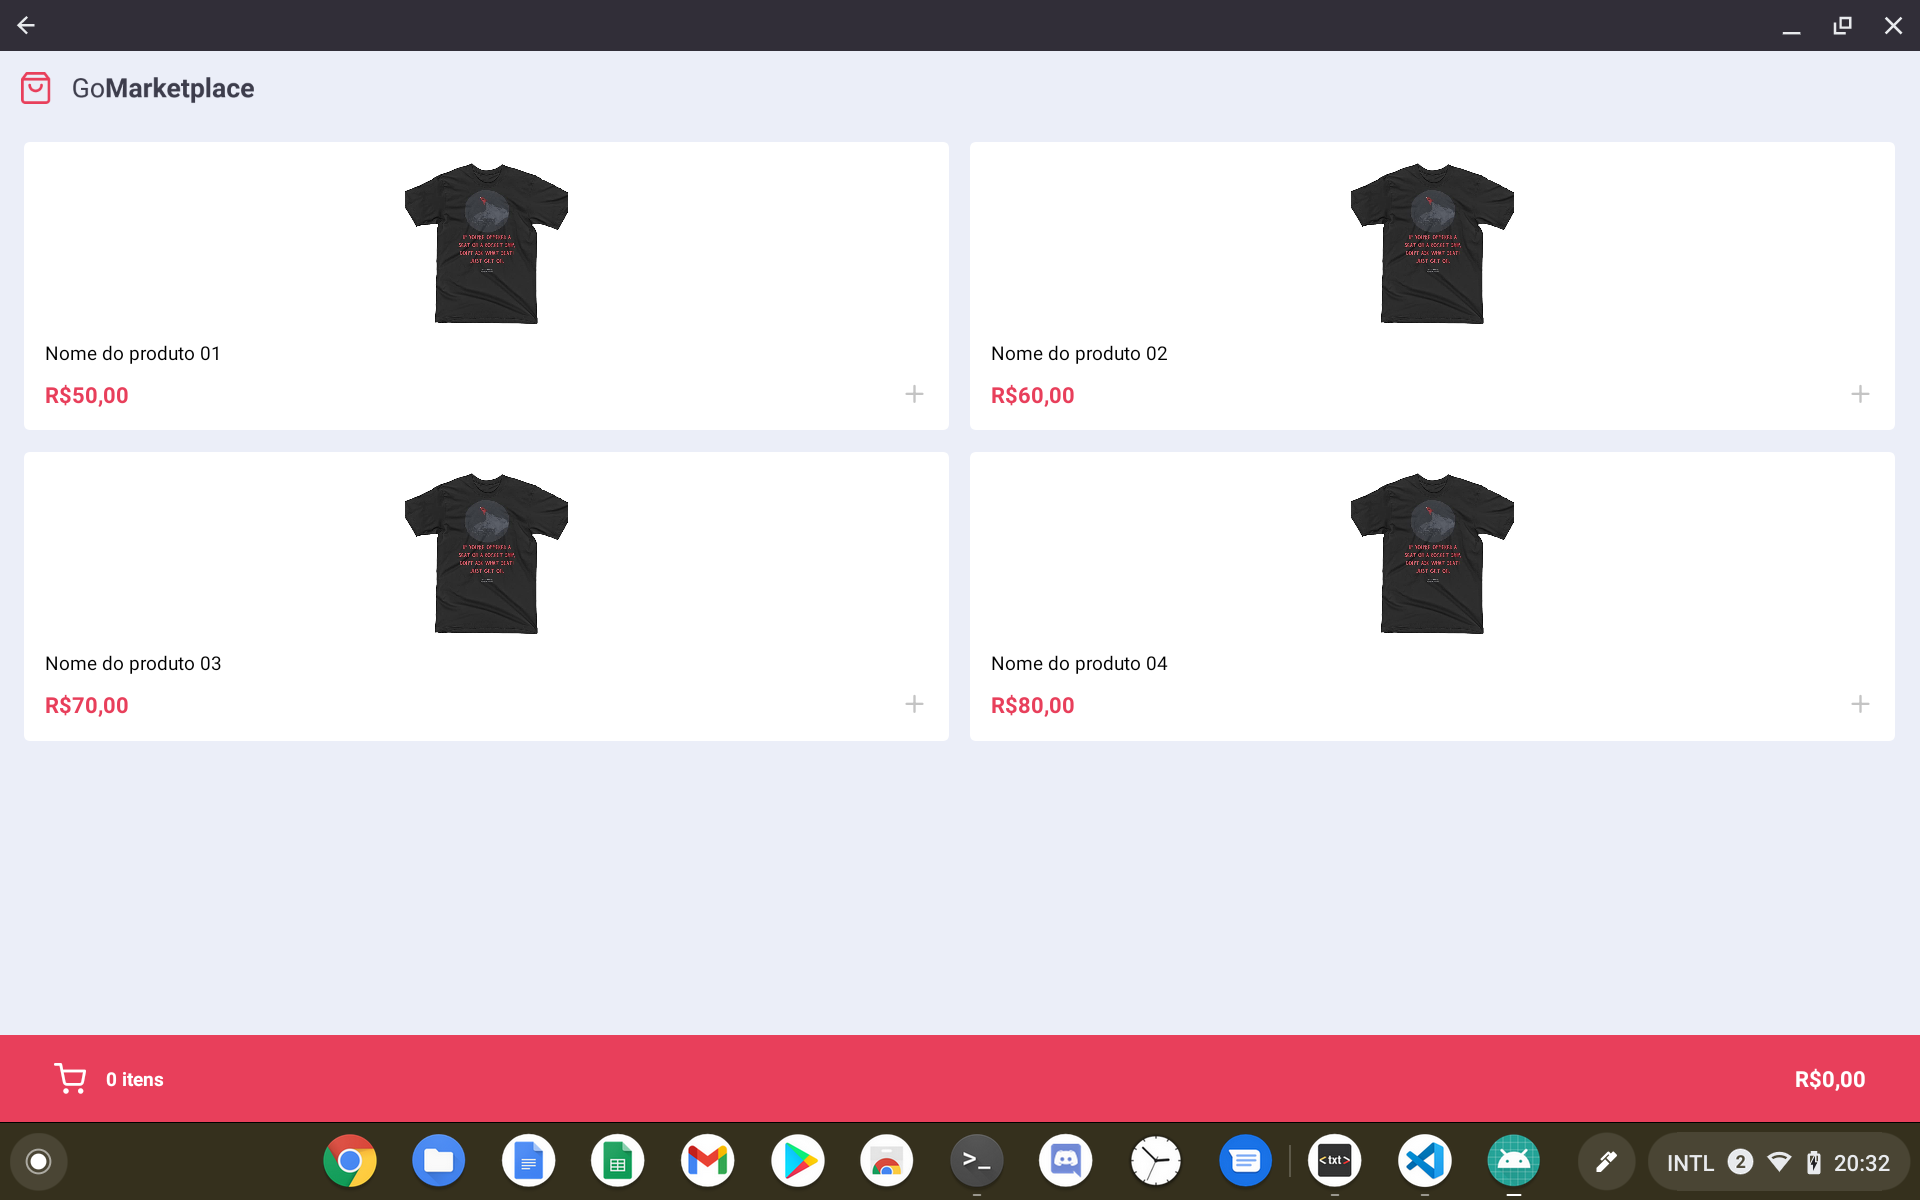 GoMarketplace
Nome do produto 01
R$50,00
Nome do produto 02
R$60,00
Nome do produto 03
R$70,00
Nome do produto 04
R$80,00
0 itens
R$0,00
>_
<txt>
INTL 2 20:32